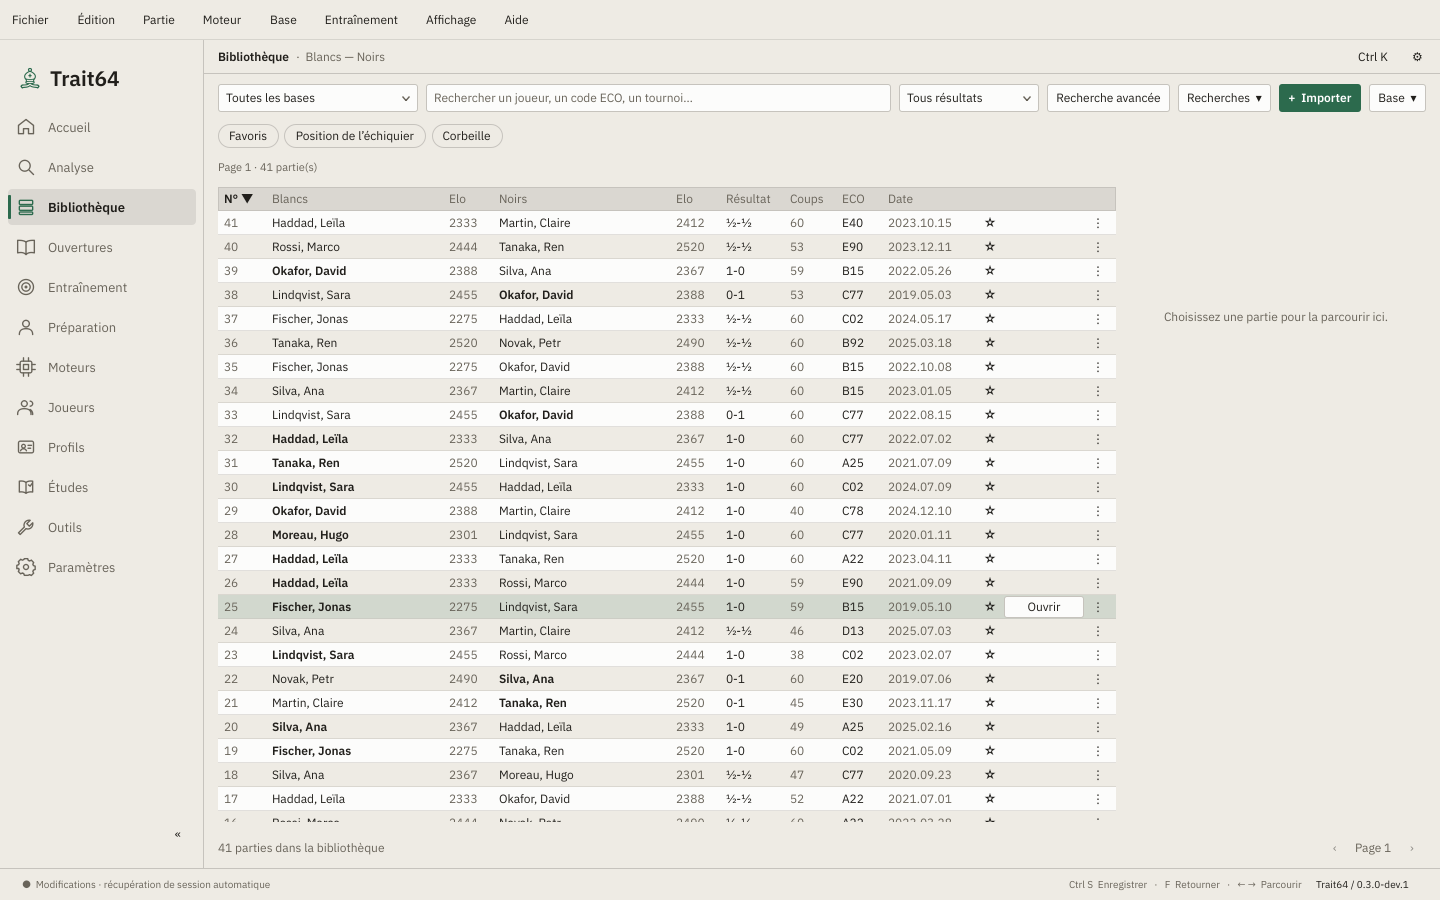 Fichier Édition Partie Moteur Base Entraînement Affichage Aide
Trait64
Accueil
Analyse
Bibliothèque
Ouvertures
Entraînement
Préparation
Moteurs
Joueurs
Profils
Études
Outils
Paramètres
«
Bibliothèque · Blancs — Noirs Ctrl K
Toutes les bases Rechercher un joueur, un code ECO, un tournoi... Tous résultats Recherche avancée Recherches ▾ + Importer Base ▾
Favoris Position de l'échiquier Corbeille
Page 1 · 41 partie(s)
N° ▼ Blancs Elo Noirs Elo Résultat Coups ECO Date
41 Haddad, Leïla 2333 Martin, Claire 2412 ½-½ 60 E40 2023.10.15
40 Rossi, Marco 2444 Tanaka, Ren 2520 ½-½ 53 E90 2023.12.11
39 Okafor, David 2388 Silva, Ana 2367 1-0 59 B15 2022.05.26
38 Lindqvist, Sara 2455 Okafor, David 2388 0-1 53 C77 2019.05.03
37 Fischer, Jonas 2275 Haddad, Leïla 2333 ½-½ 60 C02 2024.05.17
36 Tanaka, Ren 2520 Novak, Petr 2490 ½-½ 60 B92 2025.03.18
35 Fischer, Jonas 2275 Okafor, David 2388 ½-½ 60 B15 2022.10.08
34 Silva, Ana 2367 Martin, Claire 2412 ½-½ 60 B15 2023.01.05
33 Lindqvist, Sara 2455 Okafor, David 2388 0-1 60 C77 2022.08.15
32 Haddad, Leïla 2333 Silva, Ana 2367 1-0 60 C77 2022.07.02
31 Tanaka, Ren 2520 Lindqvist, Sara 2455 1-0 60 A25 2021.07.09
30 Lindqvist, Sara 2455 Haddad, Leïla 2333 1-0 60 C02 2024.07.09
29 Okafor, David 2388 Martin, Claire 2412 1-0 40 C78 2024.12.10
28 Moreau, Hugo 2301 Lindqvist, Sara 2455 1-0 60 C77 2020.01.11
27 Haddad, Leïla 2333 Tanaka, Ren 2520 1-0 60 A22 2023.04.11
26 Haddad, Leïla 2333 Rossi, Marco 2444 1-0 59 E90 2021.09.09
25 Fischer, Jonas 2275 Lindqvist, Sara 2455 1-0 59 B15 2019.05.10 Ouvrir
24 Silva, Ana 2367 Martin, Claire 2412 ½-½ 46 D13 2025.07.03
23 Lindqvist, Sara 2455 Rossi, Marco 2444 1-0 38 C02 2023.02.07
22 Novak, Petr 2490 Silva, Ana 2367 0-1 60 E20 2019.07.06
21 Martin, Claire 2412 Tanaka, Ren 2520 0-1 45 E30 2023.11.17
20 Silva, Ana 2367 Haddad, Leïla 2333 1-0 49 A25 2025.02.16
19 Fischer, Jonas 2275 Tanaka, Ren 2520 1-0 60 C02 2021.05.09
18 Silva, Ana 2367 Moreau, Hugo 2301 ½-½ 47 C77 2020.09.23
17 Haddad, Leïla 2333 Okafor, David 2388 ½-½ 52 A22 2021.07.01
Choisissez une partie pour la parcourir ici.
41 parties dans la bibliothèque ‹ Page 1 ›
● Modifications · récupération de session automatique Ctrl S Enregistrer · F Retourner · ←→ Parcourir Trait64 / 0.3.0-dev.1